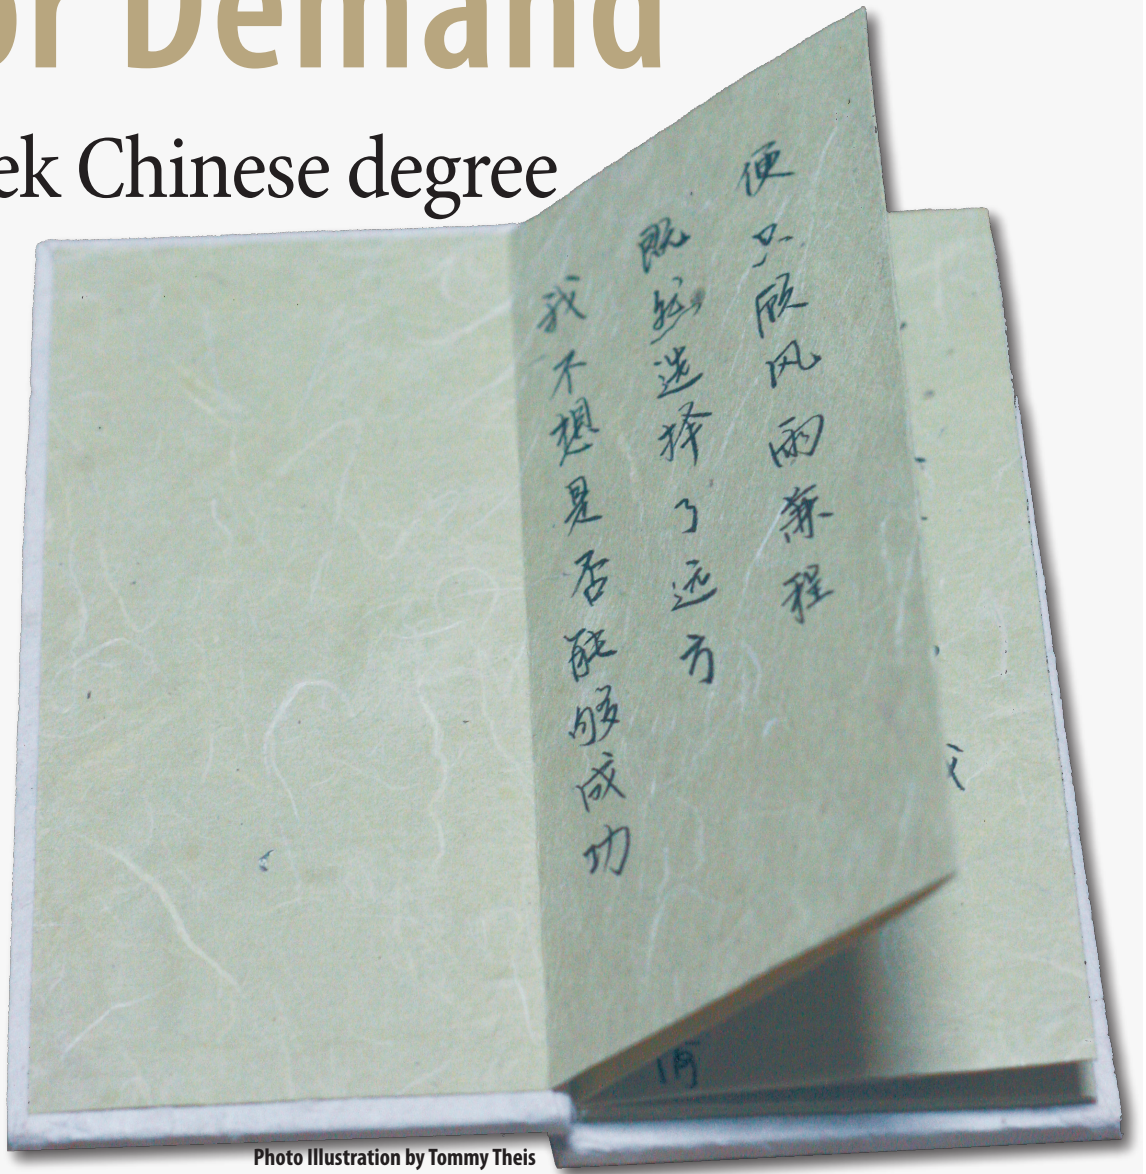 or Demand
ek Chinese degree
我不想是否能够成功
既然选择了远方
便只顾风雨兼程
情
Photo Illustration by Tommy Theis